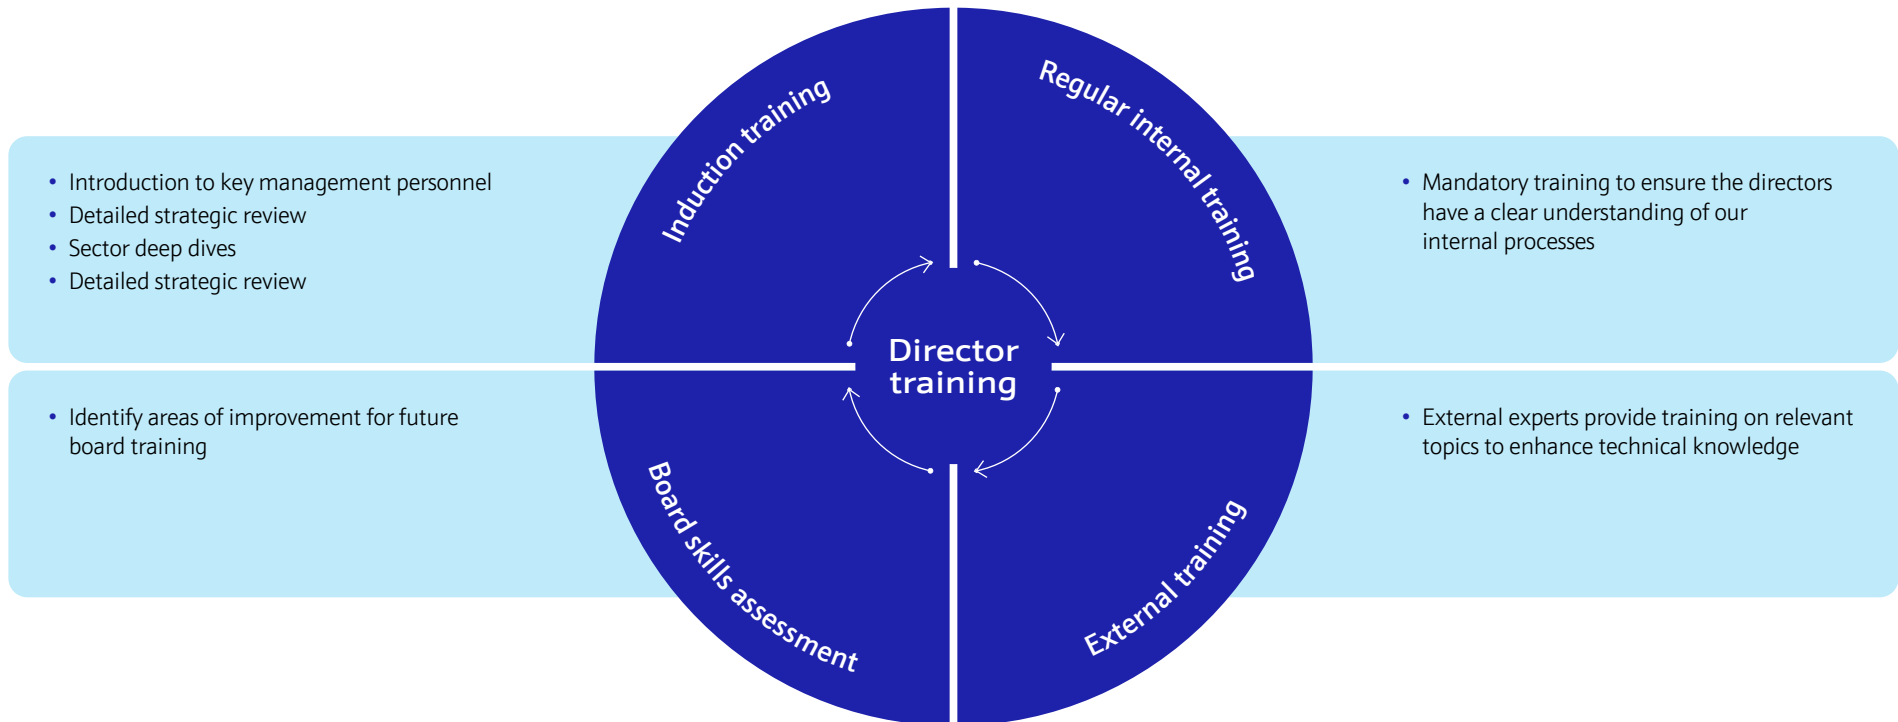 Induction training
• Introduction to key management personnel
• Detailed strategic review
• Sector deep dives
• Detailed strategic review
Regular internal training
• Mandatory training to ensure the directors
have a clear understanding of our
internal processes
Director
training
Board skills assessment
• Identify areas of improvement for future
board training
External training
• External experts provide training on relevant
topics to enhance technical knowledge